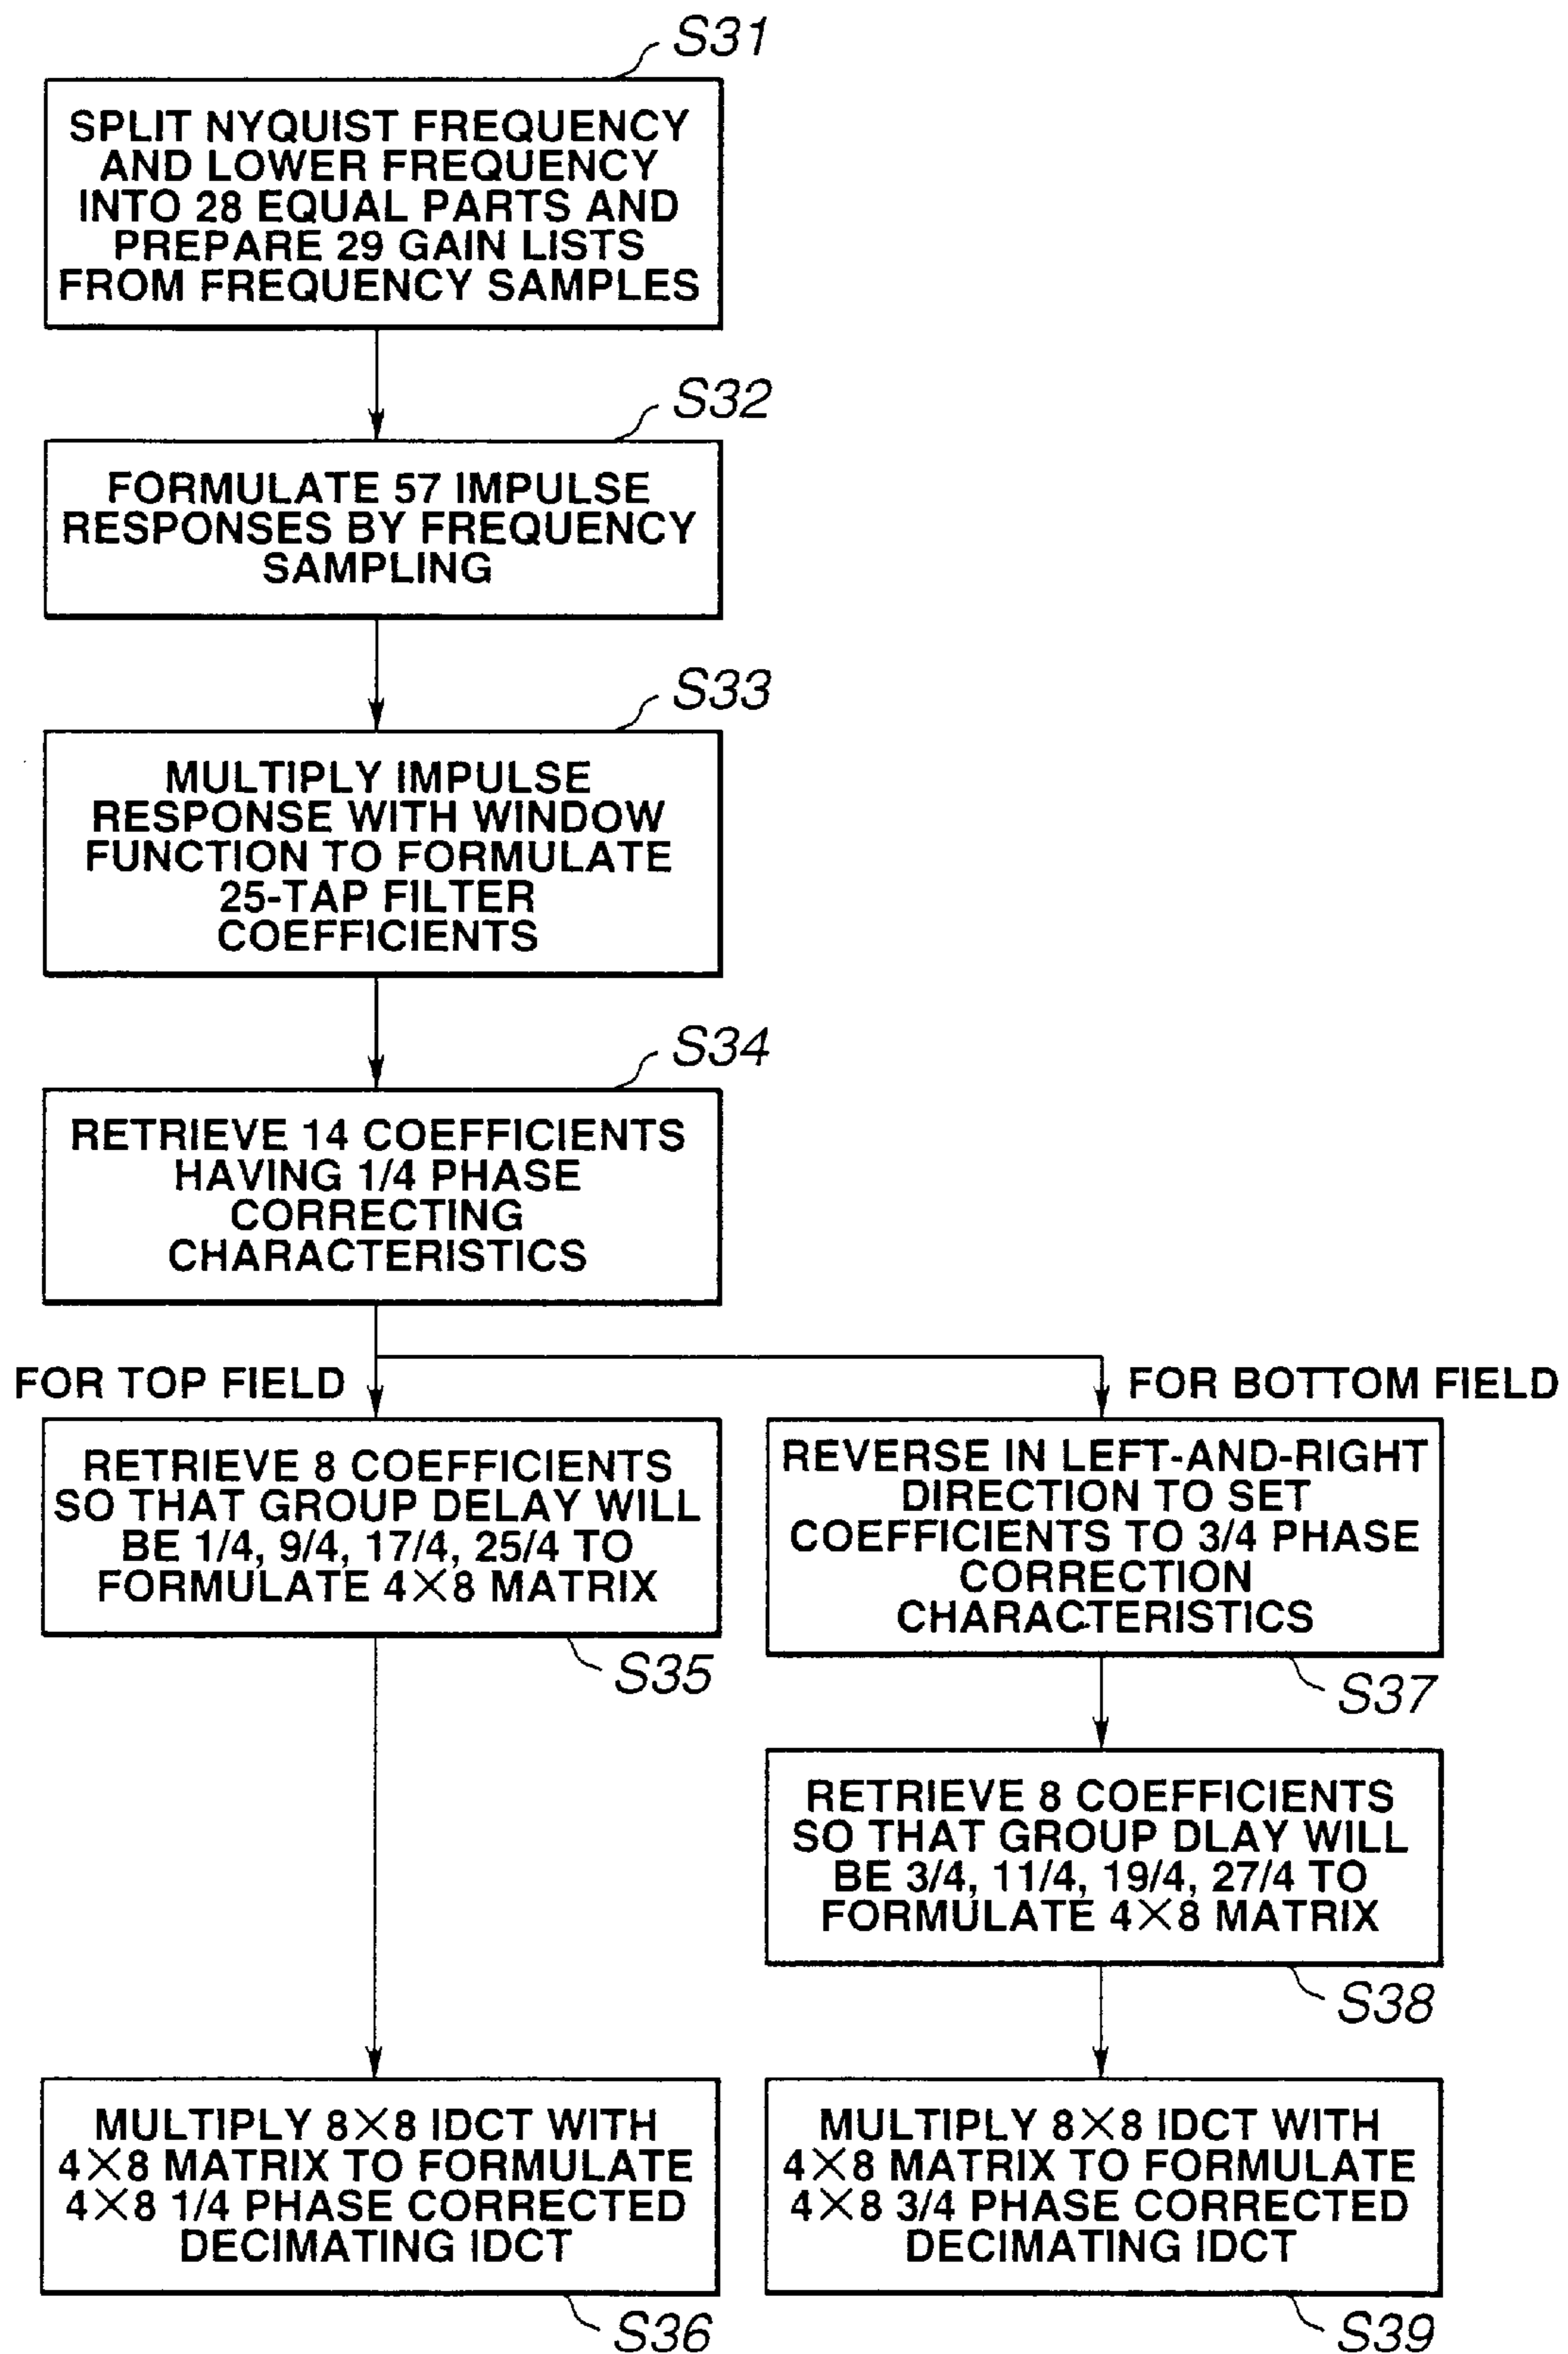 S31
SPLIT NYQUIST FREQUENCY
AND LOWER FREQUENCY
INTO 28 EQUAL PARTS AND
PREPARE 29 GAIN LISTS
FROM FREQUENCY SAMPLES
S32
FORMULATE 57 IMPULSE
RESPONSES BY FREQUENCY
SAMPLING
S33
MULTIPLY IMPULSE
RESPONSE WITH WINDOW
FUNCTION TO FORMULATE
25-TAP FILTER
COEFFICIENTS
S34
RETRIEVE 14 COEFFICIENTS
HAVING 1/4 PHASE
CORRECTING
CHARACTERISTICS
FOR TOP FIELD
RETRIEVE 8 COEFFICIENTS
SO THAT GROUP DELAY WILL
BE 1/4, 9/4, 17/4, 25/4 TO
FORMULATE 4×8 MATRIX
S35
MULTIPLY 8×8 IDCT WITH
4×8 MATRIX TO FORMULATE
4×8 1/4 PHASE CORRECTED
DECIMATING IDCT
S36
FOR BOTTOM FIELD
REVERSE IN LEFT-AND-RIGHT
DIRECTION TO SET
COEFFICIENTS TO 3/4 PHASE
CORRECTION
CHARACTERISTICS
S37
RETRIEVE 8 COEFFICIENTS
SO THAT GROUP DLAY WILL
BE 3/4, 11/4, 19/4, 27/4 TO
FORMULATE 4×8 MATRIX
S38
MULTIPLY 8×8 IDCT WITH
4×8 MATRIX TO FORMULATE
4×8 3/4 PHASE CORRECTED
DECIMATING IDCT
S39